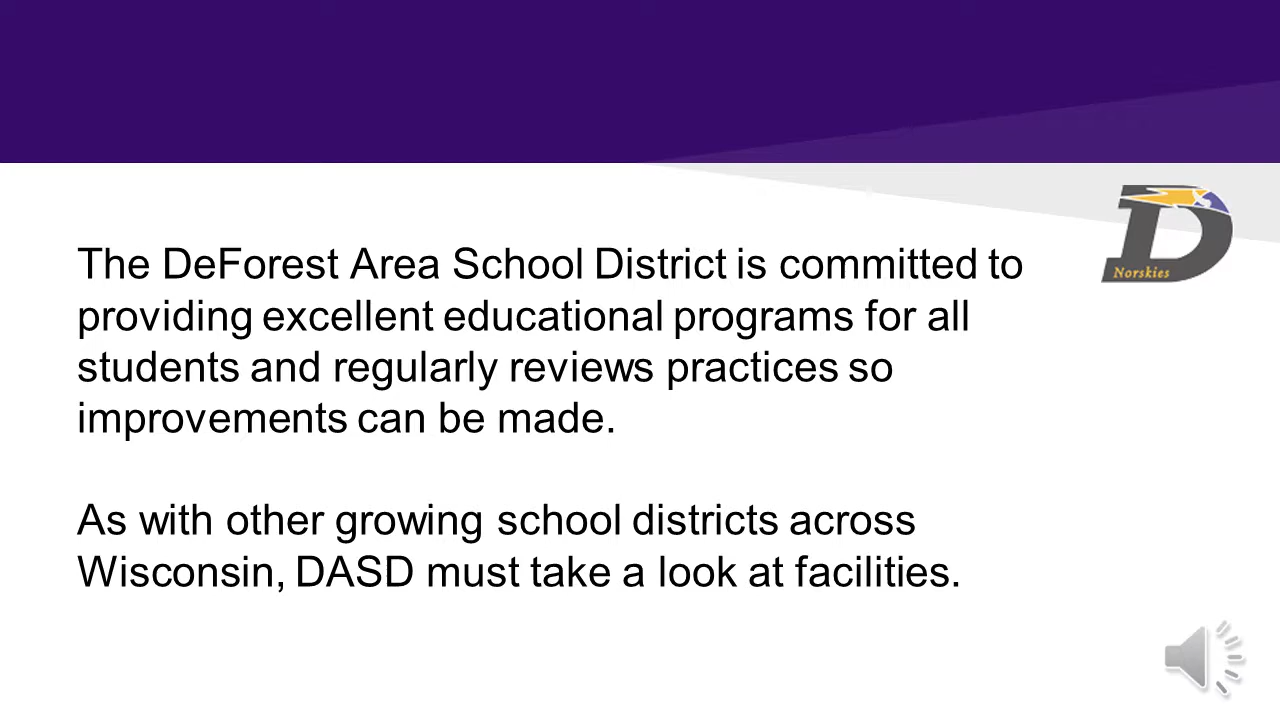 The DeForest Area School District is committed to
providing excellent educational programs for all
students and regularly reviews practices so
improvements can be made.
As with other growing school districts across
Wisconsin, DASD must take a look at facilities.
D
Norskies